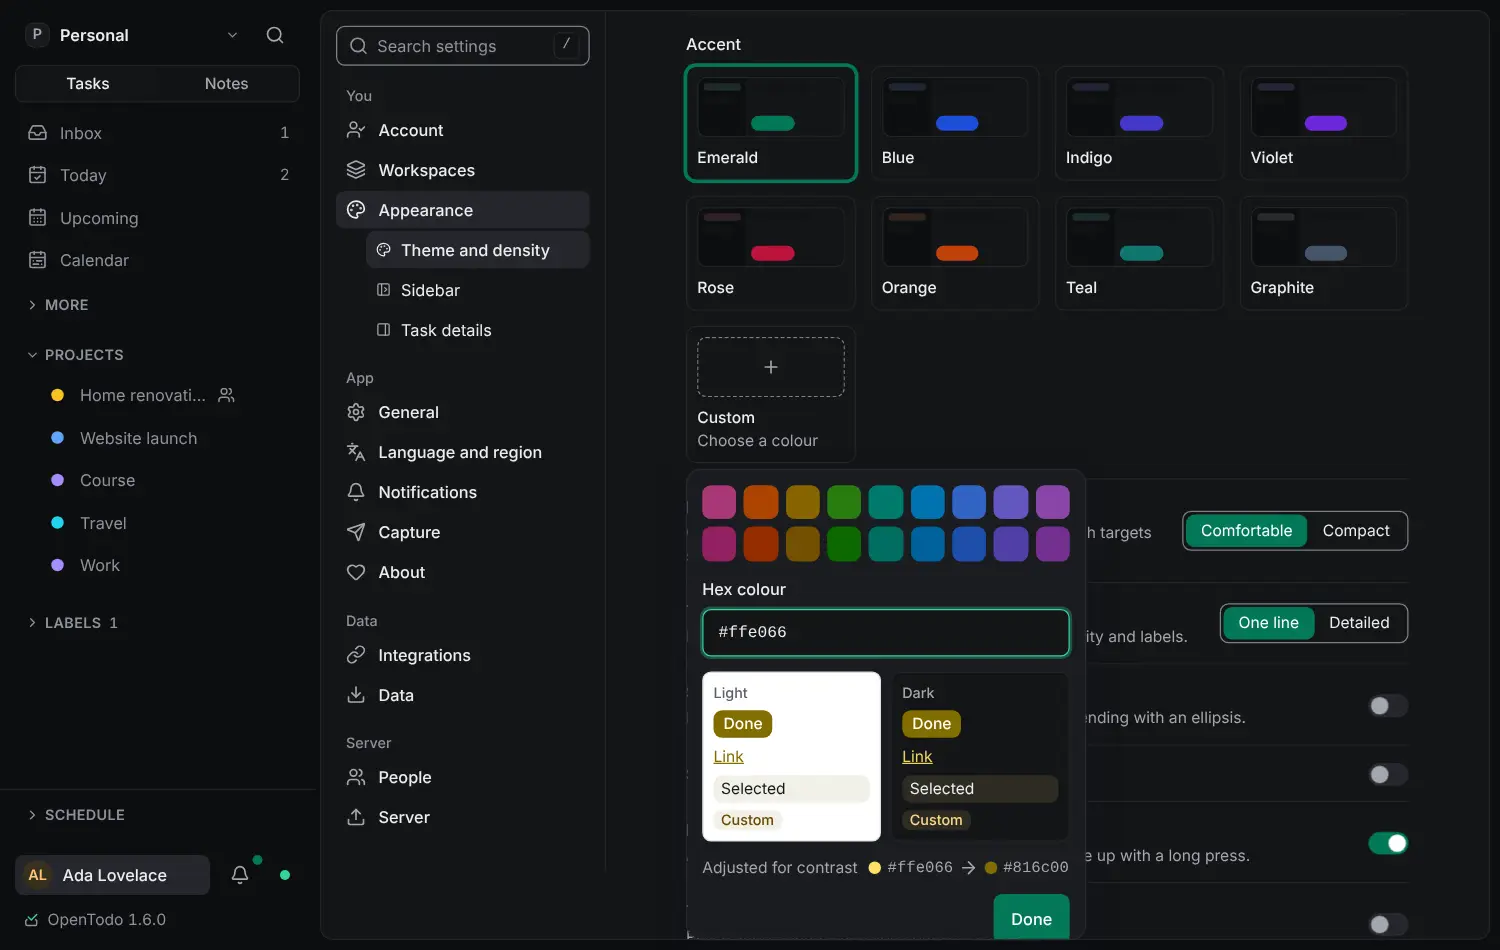 P Personal
Tasks Notes
Inbox 1
Today 2
Upcoming
Calendar
MORE
PROJECTS
Home renovati...
Website launch
Course
Travel
Work
LABELS 1
SCHEDULE
AL Ada Lovelace
OpenTodo 1.6.0
Search settings /
You
Account
Workspaces
Appearance
Theme and density
Sidebar
Task details
App
General
Language and region
Notifications
Capture
About
Data
Integrations
Data
Server
People
Server
Accent
Emerald Blue Indigo Violet
Rose Orange Teal Graphite
Custom
Choose a colour
h targets Comfortable Compact
Hex colour
#ffe066
ity and labels. One line Detailed
Light Dark
Done Done
Link Link
Selected Selected
Custom Custom
nding with an ellipsis.
e up with a long press.
Adjusted for contrast #ffe066 → #816c00
Done